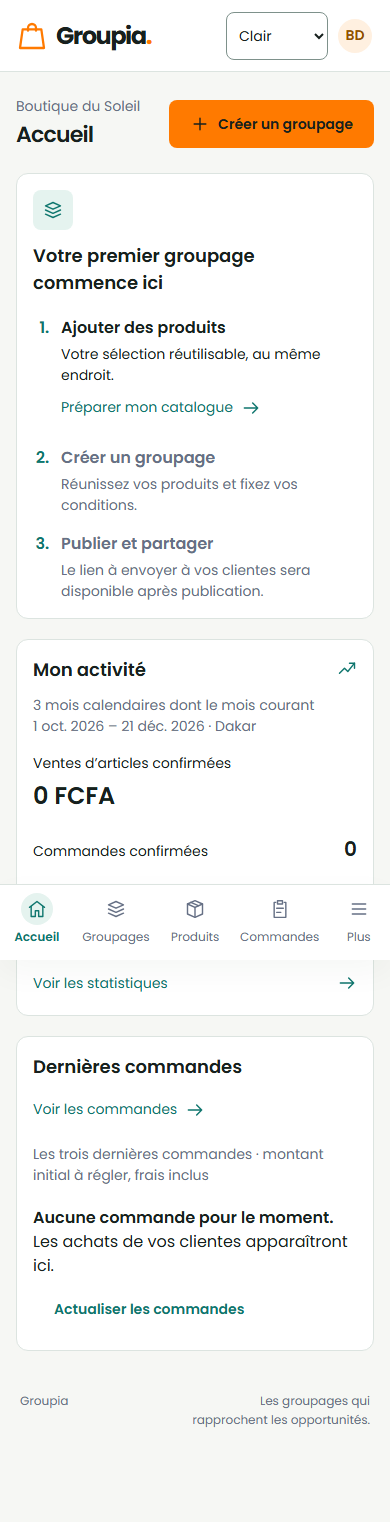 Groupia.
Clair
BD
Boutique du Soleil
Accueil
Créer un groupage
Votre premier groupage
commence ici
1. Ajouter des produits
Votre sélection réutilisable, au même
endroit.
Préparer mon catalogue
2. Créer un groupage
Réunissez vos produits et fixez vos
conditions.
3. Publier et partager
Le lien à envoyer à vos clientes sera
disponible après publication.
Mon activité
3 mois calendaires dont le mois courant
1 oct. 2026 – 21 déc. 2026 · Dakar
Ventes d’articles confirmées
0 FCFA
Commandes confirmées 0
Accueil Groupages Produits Commandes Plus
Voir les statistiques
Dernières commandes
Voir les commandes
Les trois dernières commandes · montant
initial à régler, frais inclus
Aucune commande pour le moment.
Les achats de vos clientes apparaîtront
ici.
Actualiser les commandes
Groupia
Les groupages qui
rapprochent les opportunités.